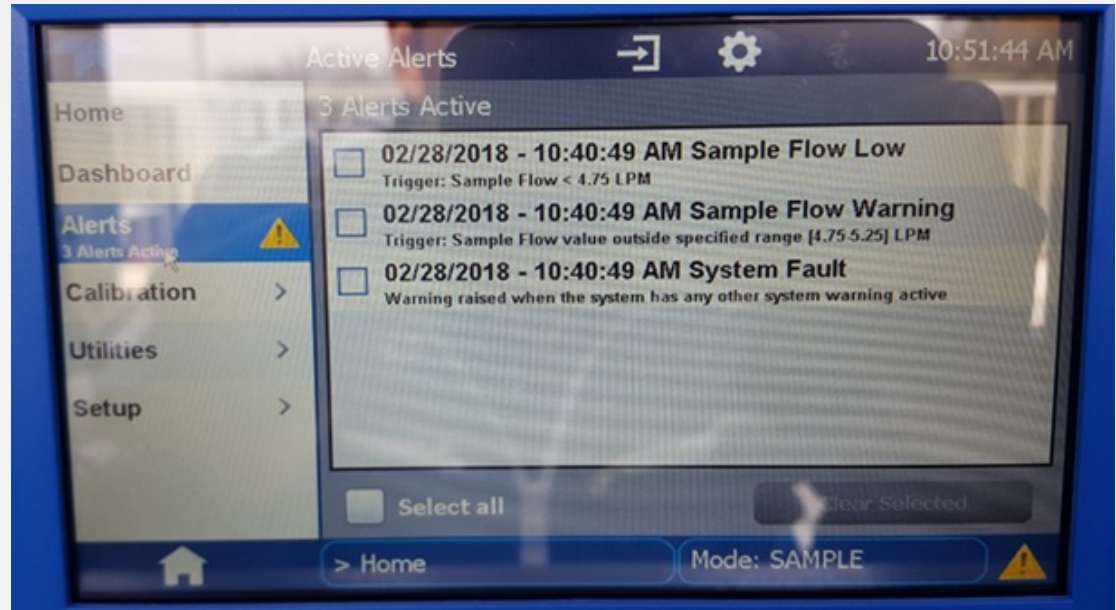 Active Alerts
10:51:44 AM
Home
3 Alerts Active
Dashboard
02/28/2018 - 10:40:49 AM Sample Flow Low
Trigger: Sample Flow < 4.75 LPM
Alerts
3 Alerts Active
02/28/2018 - 10:40:49 AM Sample Flow Warning
Trigger: Sample Flow value outside specified range [4.75-5.25] LPM
Calibration >
02/28/2018 - 10:40:49 AM System Fault
Warning raised when the system has any other system warning active
Utilities >
Setup >
Select all
Clear Selected
> Home
Mode: SAMPLE